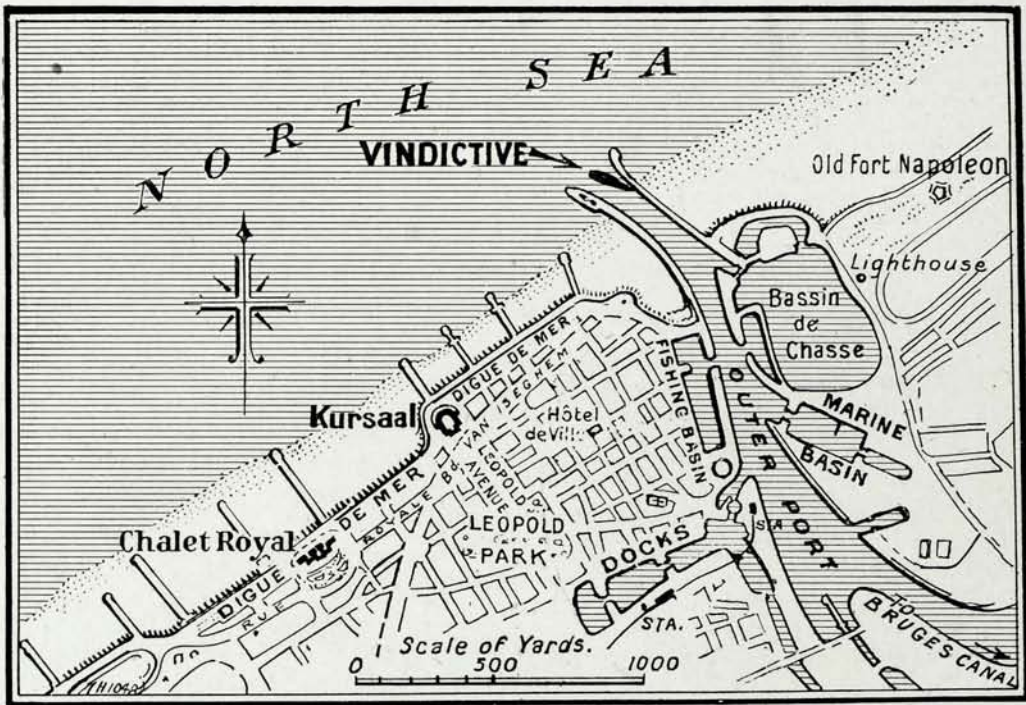 NORTH SEA
VINDICTIVE
Old Fort Napoleon
Lighthouse
Bassin
de
Chasse
DIGUE DE MER
Kursaal
Bd. VAN ISEGHEM
Hôtel
de Ville
FISHING BASIN
OUTER PORT
MARINE
BASIN
LEOPOLD
AVENUE
DIGUE DE MER
RUE ROYALE
Chalet Royal
LEOPOLD
PARK
DOCKS
STA
STA.
TO
BRUGES CANAL
Scale of Yards.
0 500 1000